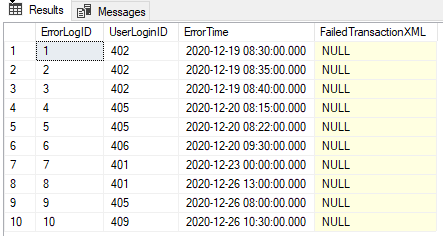 Results Messages
ErrorLogID UserLoginID ErrorTime FailedTransactionXML
1 1 402 2020-12-19 08:30:00.000 NULL
2 2 402 2020-12-19 08:35:00.000 NULL
3 3 402 2020-12-19 08:40:00.000 NULL
4 4 405 2020-12-20 08:15:00.000 NULL
5 5 405 2020-12-20 08:22:00.000 NULL
6 6 406 2020-12-20 09:30:00.000 NULL
7 7 401 2020-12-23 00:00:00.000 NULL
8 8 401 2020-12-26 13:00:00.000 NULL
9 9 405 2020-12-26 08:00:00.000 NULL
10 10 409 2020-12-26 10:30:00.000 NULL